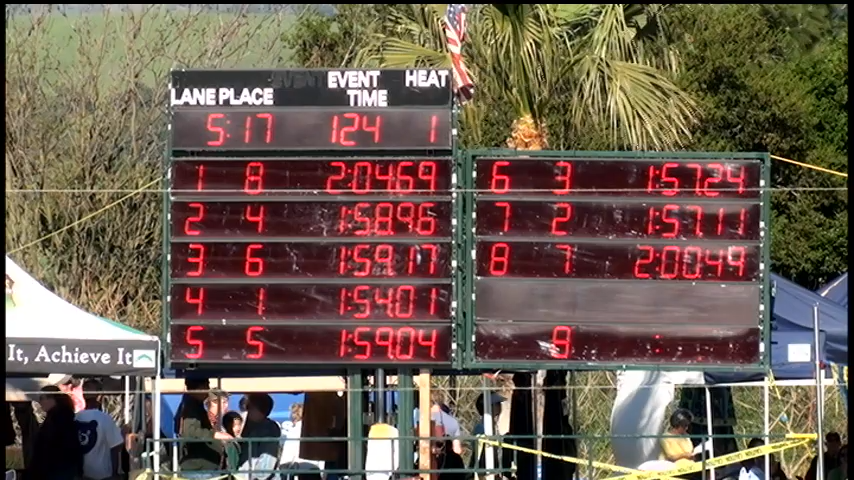 EVENT HEAT
LANE PLACE TIME
5:17 124 1
1 8 2:04.69
2 4 1:58.96
3 6 1:59.17
4 1 1:54.01
5 5 1:59.04
6 3 1:57.24
7 2 1:57.11
8 7 2:00.49
9 : .
It, Achieve It